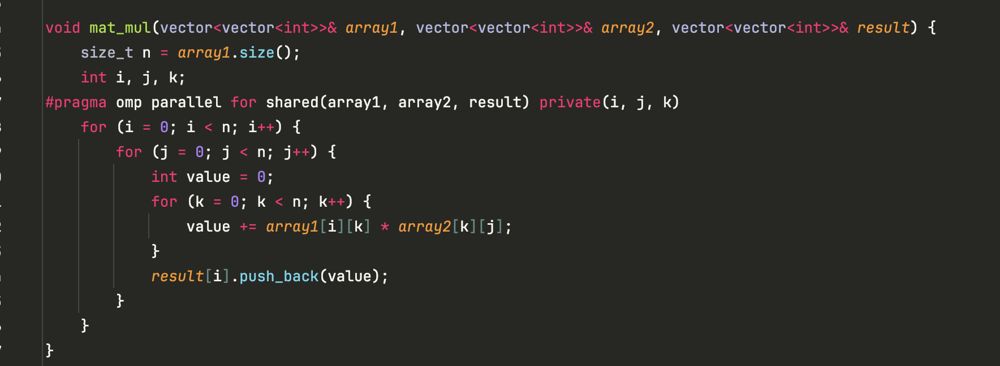 void mat_mul(vector<vector<int>>& array1, vector<vector<int>>& array2, vector<vector<int>>& result) {
    size_t n = array1.size();
    int i, j, k;
#pragma omp parallel for shared(array1, array2, result) private(i, j, k)
    for (i = 0; i < n; i++) {
        for (j = 0; j < n; j++) {
            int value = 0;
            for (k = 0; k < n; k++) {
                value += array1[i][k] * array2[k][j];
            }
            result[i].push_back(value);
        }
    }
}